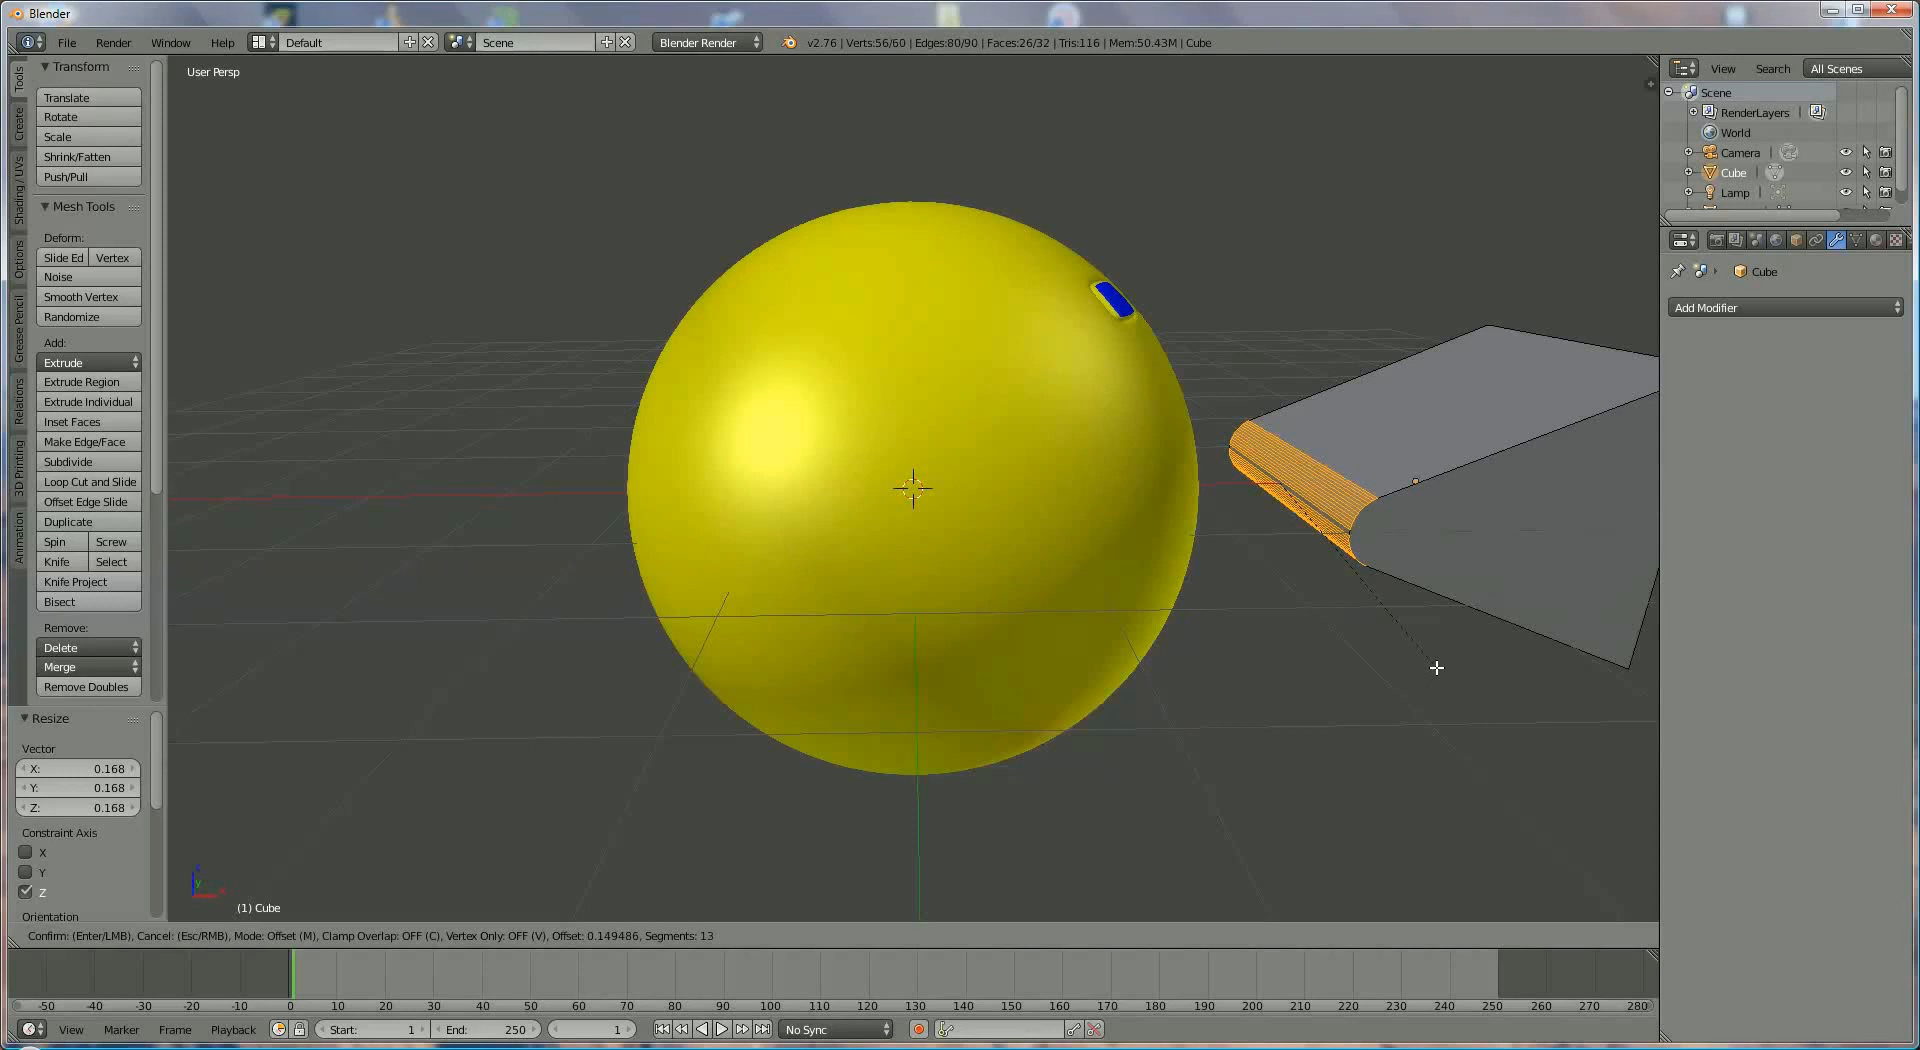 Blender
File Render Window Help Default Scene Blender Render v2.76 | Verts:56/60 | Edges:80/90 | Faces:26/32 | Tris:116 | Mem:50.43M | Cube
Tools
Create
Shading / UVs
Options
Grease Pencil
Relations
3D Printing
Animation
Transform
Translate
Rotate
Scale
Shrink/Fatten
Push/Pull
Mesh Tools
Deform:
Slide Ed Vertex
Noise
Smooth Vertex
Randomize
Add:
Extrude
Extrude Region
Extrude Individual
Inset Faces
Make Edge/Face
Subdivide
Loop Cut and Slide
Offset Edge Slide
Duplicate
Spin Screw
Knife Select
Knife Project
Bisect
Remove:
Delete
Merge
Remove Doubles
Resize
Vector
X: 0.168
Y: 0.168
Z: 0.168
Constraint Axis
X
Y
Z
Orientation
User Persp
z
y
x
(1) Cube
Confirm: (Enter/LMB), Cancel: (Esc/RMB), Mode: Offset (M), Clamp Overlap: OFF (C), Vertex Only: OFF (V), Offset: 0.149486, Segments: 13
View Search All Scenes
Scene
RenderLayers
World
Camera
Cube
Lamp
Cube
Add Modifier
-50 -40 -30 -20 -10 0 10 20 30 40 50 60 70 80 90 100 110 120 130 140 150 160 170 180 190 200 210 220 230 240 250 260 270 280
View Marker Frame Playback Start: 1 End: 250 1 No Sync